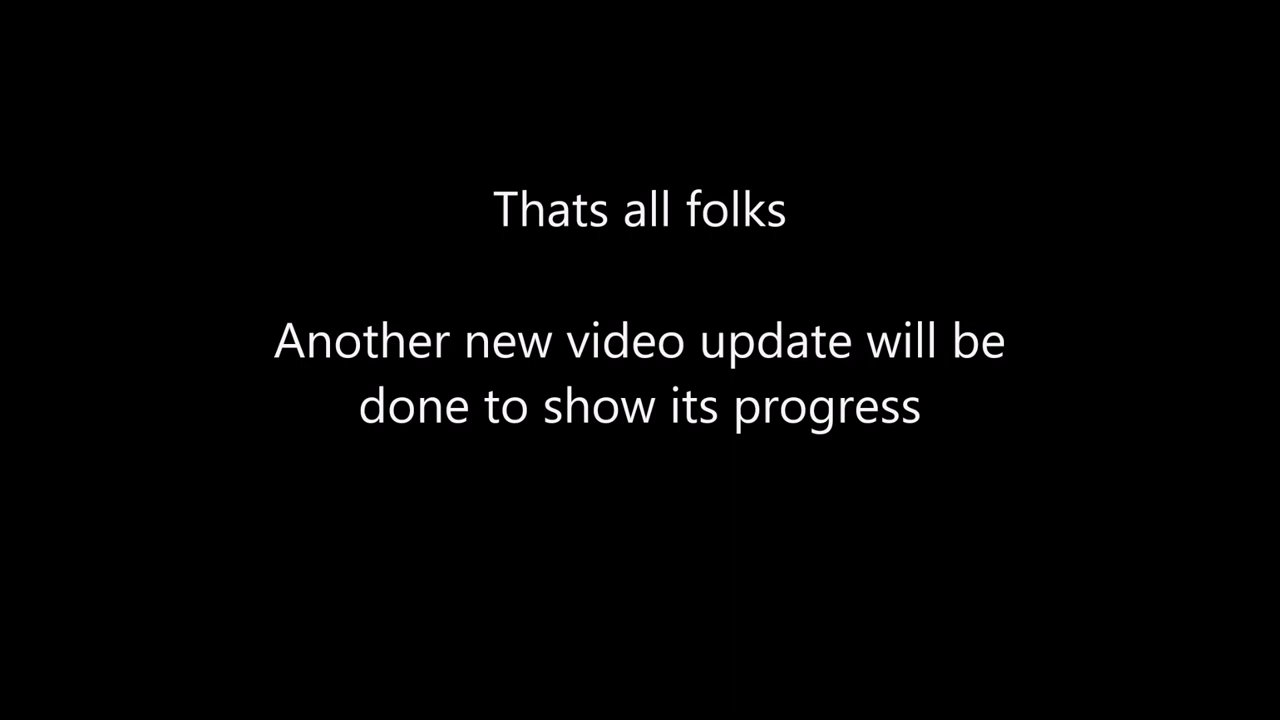 Thats all folks
Another new video update will be
done to show its progress